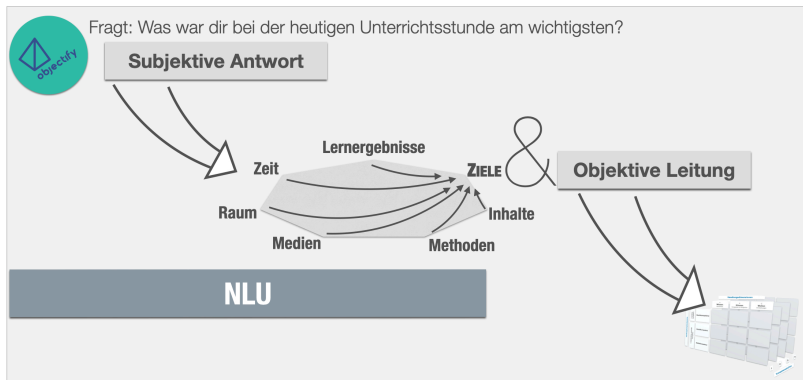 Fragt: Was war dir bei der heutigen Unterrichtsstunde am wichtigsten?
objectify
Subjektive Antwort
Lernergebnisse
Zeit
ZIELE
&
Objektive Leitung
Raum
Inhalte
Medien
Methoden
NLU